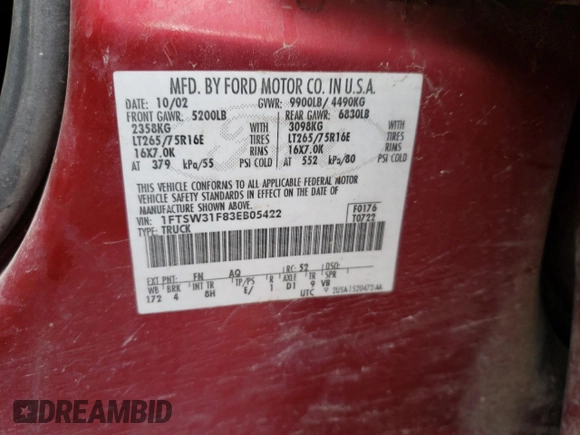 MFD. BY FORD MOTOR CO. IN U.S.A.
DATE: 10/02 GVWR: 9900LB/ 4490KG
FRONT GAWR: 5200LB REAR GAWR: 6830LB
2358KG WITH 3098KG WITH
LT265/75R16E TIRES LT265/75R16E TIRES
16X7.0K RIMS 16X7.0K RIMS
AT 379 kPa/55 PSI COLD AT 552 kPa/80 PSI COLD
THIS VEHICLE CONFORMS TO ALL APPLICABLE FEDERAL MOTOR
VEHICLE SAFETY STANDARDS IN EFFECT ON THE DATE OF
MANUFACTURE SHOWN ABOVE.
VIN: 1FTSW31F83EB05422 F0176
TYPE: TRUCK T0722
EXT PNT: FN AQ RC: 52 DSO:
WB BRK INT TR TP/PS R AXLE TR SPR
172 4 8H E/ 1 D1 9 V8
UTC
DREAMBID